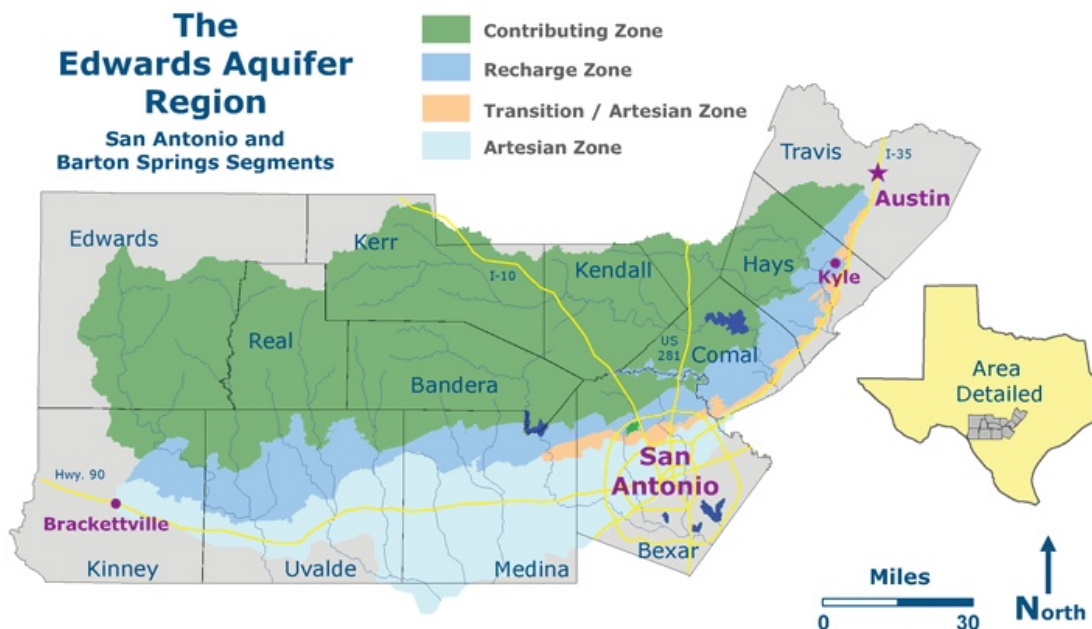 The
Edwards Aquifer
Region
San Antonio and
Barton Springs Segments
Contributing Zone
Recharge Zone
Transition / Artesian Zone
Artesian Zone
Travis
I-35
Austin
Edwards
Kerr
I-10
Kendall
Hays
Kyle
Real
US
281
Comal
Bandera
Area
Detailed
San
Antonio
Hwy. 90
Brackettville
Kinney
Uvalde
Medina
Bexar
Miles
0 30
North